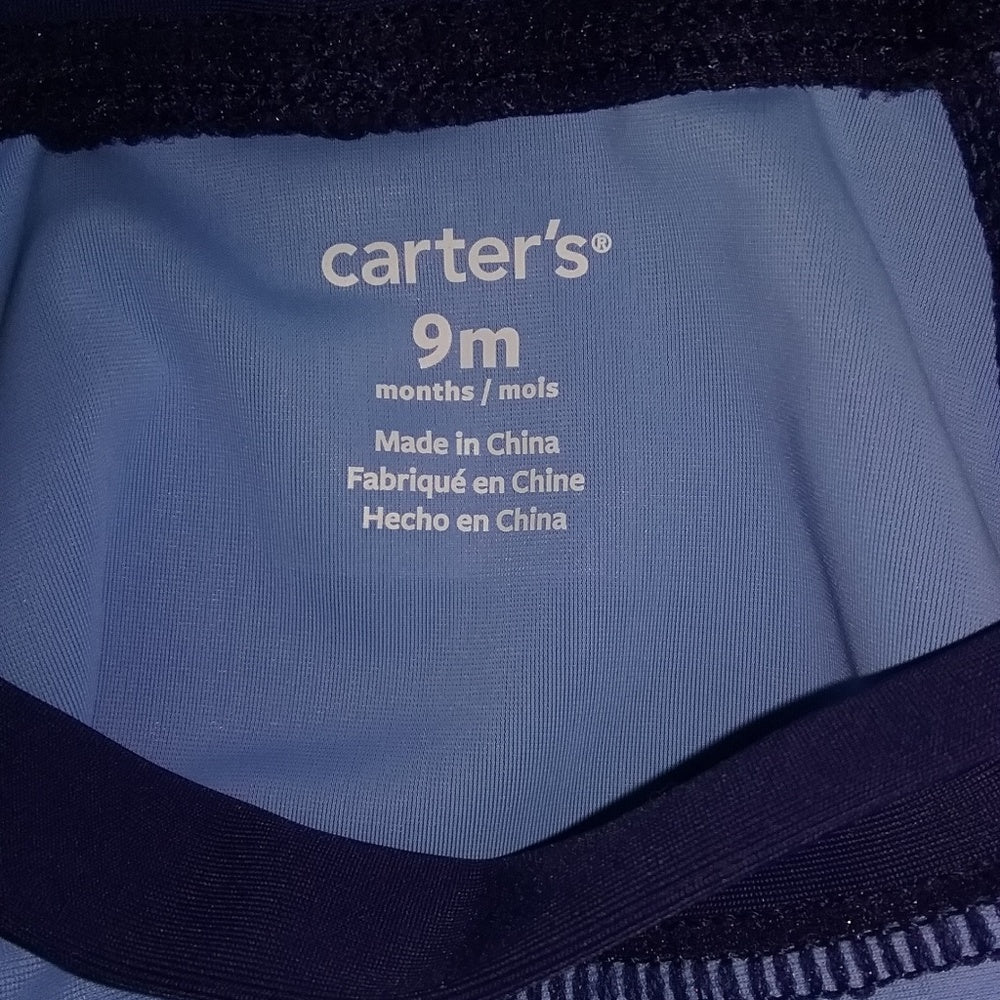 carter's®
9m
months / mois
Made in China
Fabriqué en Chine
Hecho en China